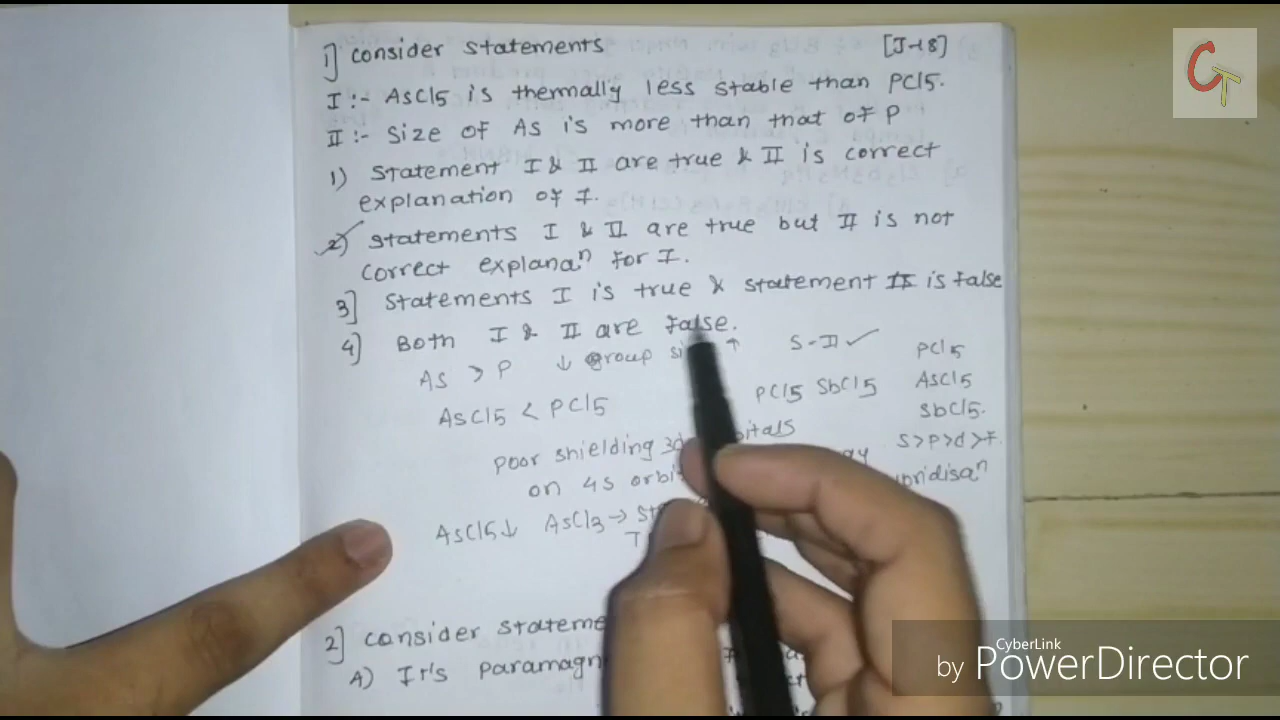 1] Consider statements [J-18]
I :- AsCl5 is thermally less stable than PCl5.
II :- Size of As is more than that of P
1) Statement I & II are true & II is correct
explanation of I.
2) Statements I & II are true but II is not
correct explanaⁿ for I.
3] Statements I is true & statement II is false
4] Both I & II are false.
As > P ↓ group ↑ S-II ✓ PCl5
AsCl5 < PCl5 PCl5 SbCl5 AsCl5
SbCl5.
poor shielding 3d S>P>d>f
on 4s
AsCl5↓ AsCl3→
2] Consider
A) It's
CT
CyberLink
by PowerDirector